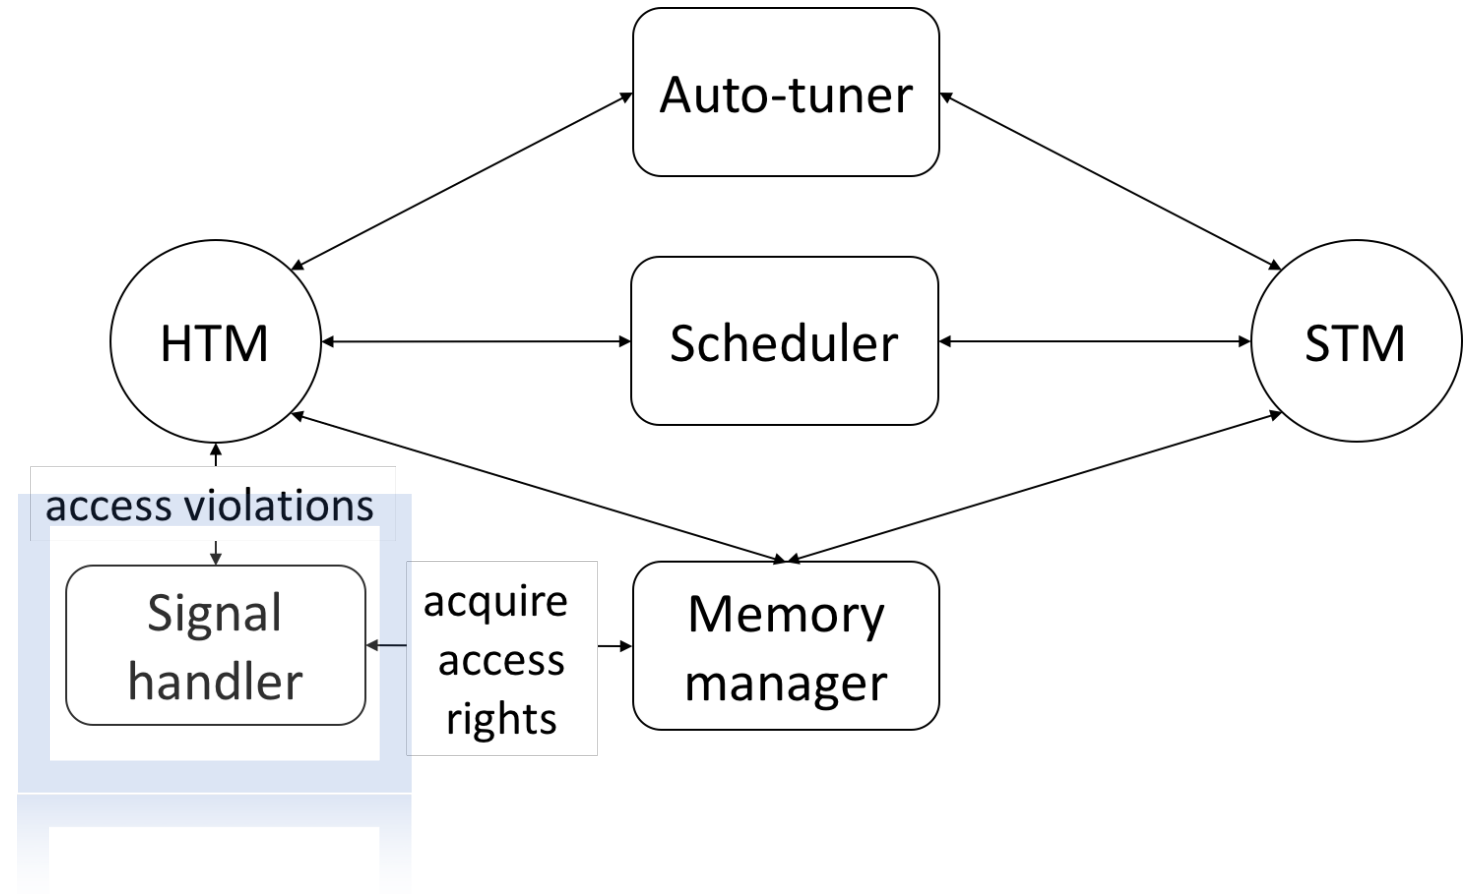 Auto-tuner
HTM
Scheduler
STM
access violations
Signal
handler
acquire
access
rights
Memory
manager